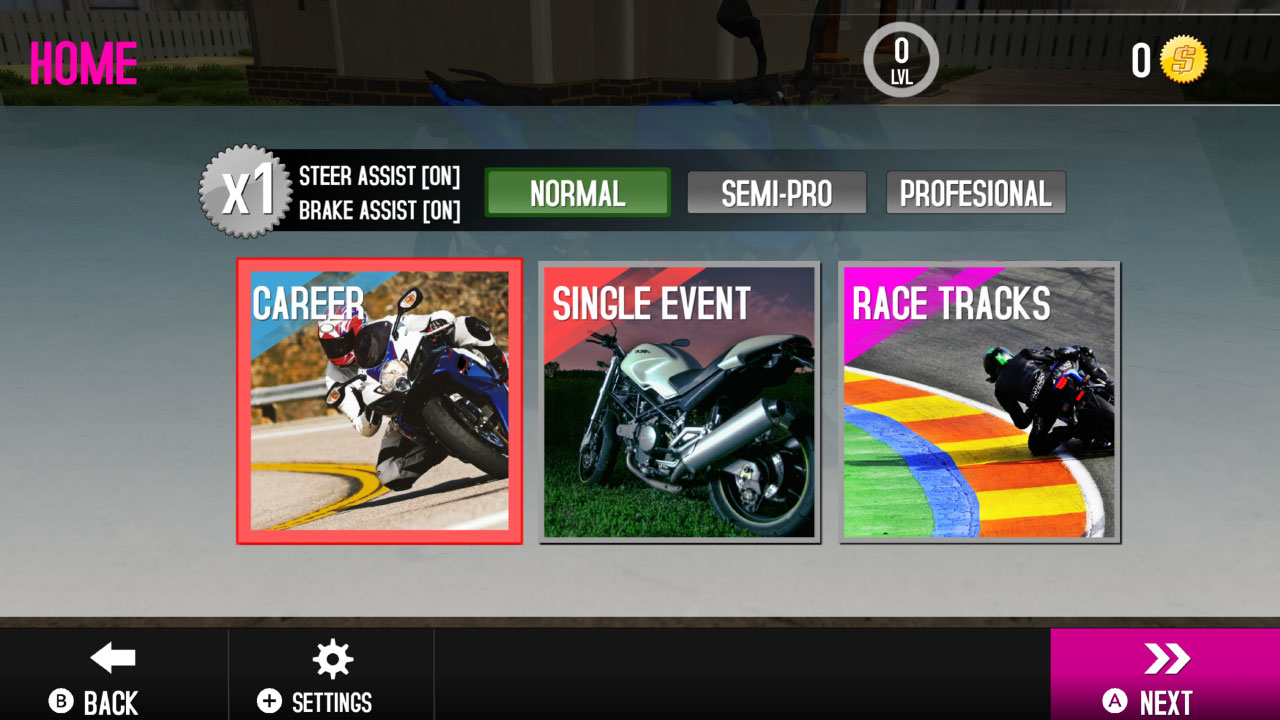 HOME
0
LVL
0
x1
STEER ASSIST [ON]
BRAKE ASSIST [ON]
NORMAL
SEMI-PRO
PROFESIONAL
CAREER
SINGLE EVENT
RACE TRACKS
B BACK
+ SETTINGS
A NEXT